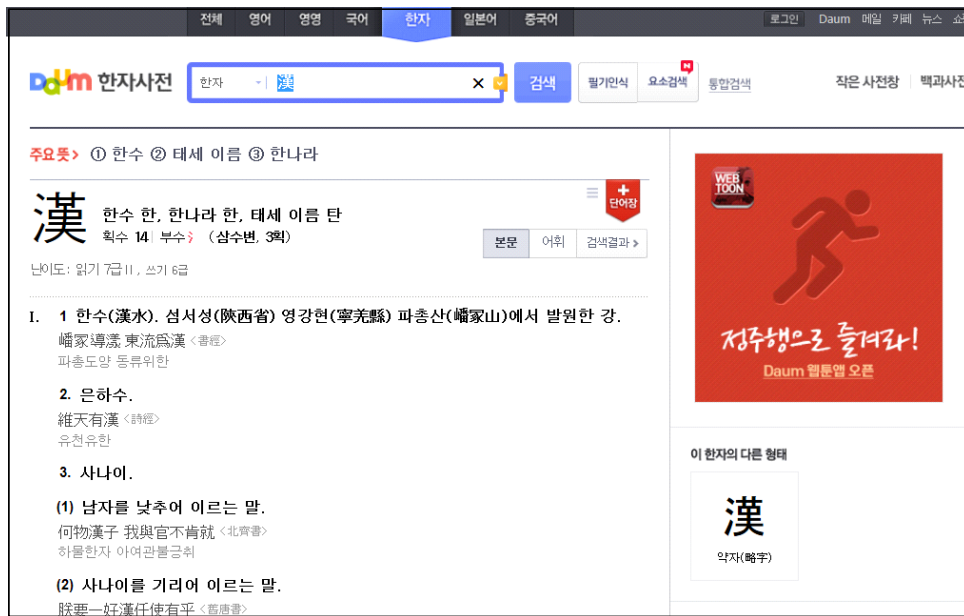 전체 영어 영영 국어 한자 일본어 중국어 로그인 Daum 메일 카페 뉴스
Daum 한자사전 한자 漢 검색 필기인식 요소검색 N 통합검색 작은 사전창 백과사전
주요뜻> ① 한수 ② 태세 이름 ③ 한나라
漢 한수 한, 한나라 한, 태세 이름 탄
획수 14 부수 氵 (삼수변, 3획)
단어장
본문 어휘 검색결과 >
난이도: 읽기 7급 II, 쓰기 6급
I. 1 한수(漢水). 섬서성(陝西省) 영강현(寧羌縣) 파총산(嶓冢山)에서 발원한 강.
嶓冢導漾 東流爲漢 <書經>
파총도양 동류위한
2. 은하수.
維天有漢 <詩經>
유천유한
3. 사나이.
(1) 남자를 낮추어 이르는 말.
何物漢子 我與官不肯就 <北齊書>
하물한자 아여관불긍취
(2) 사나이를 기리어 이르는 말.
朕要一好漢任使有乎 <舊唐書>
WEB
TOON
정주행으로 즐겨라!
Daum 웹툰앱 오픈
이 한자의 다른 형태
漢
약자(略字)